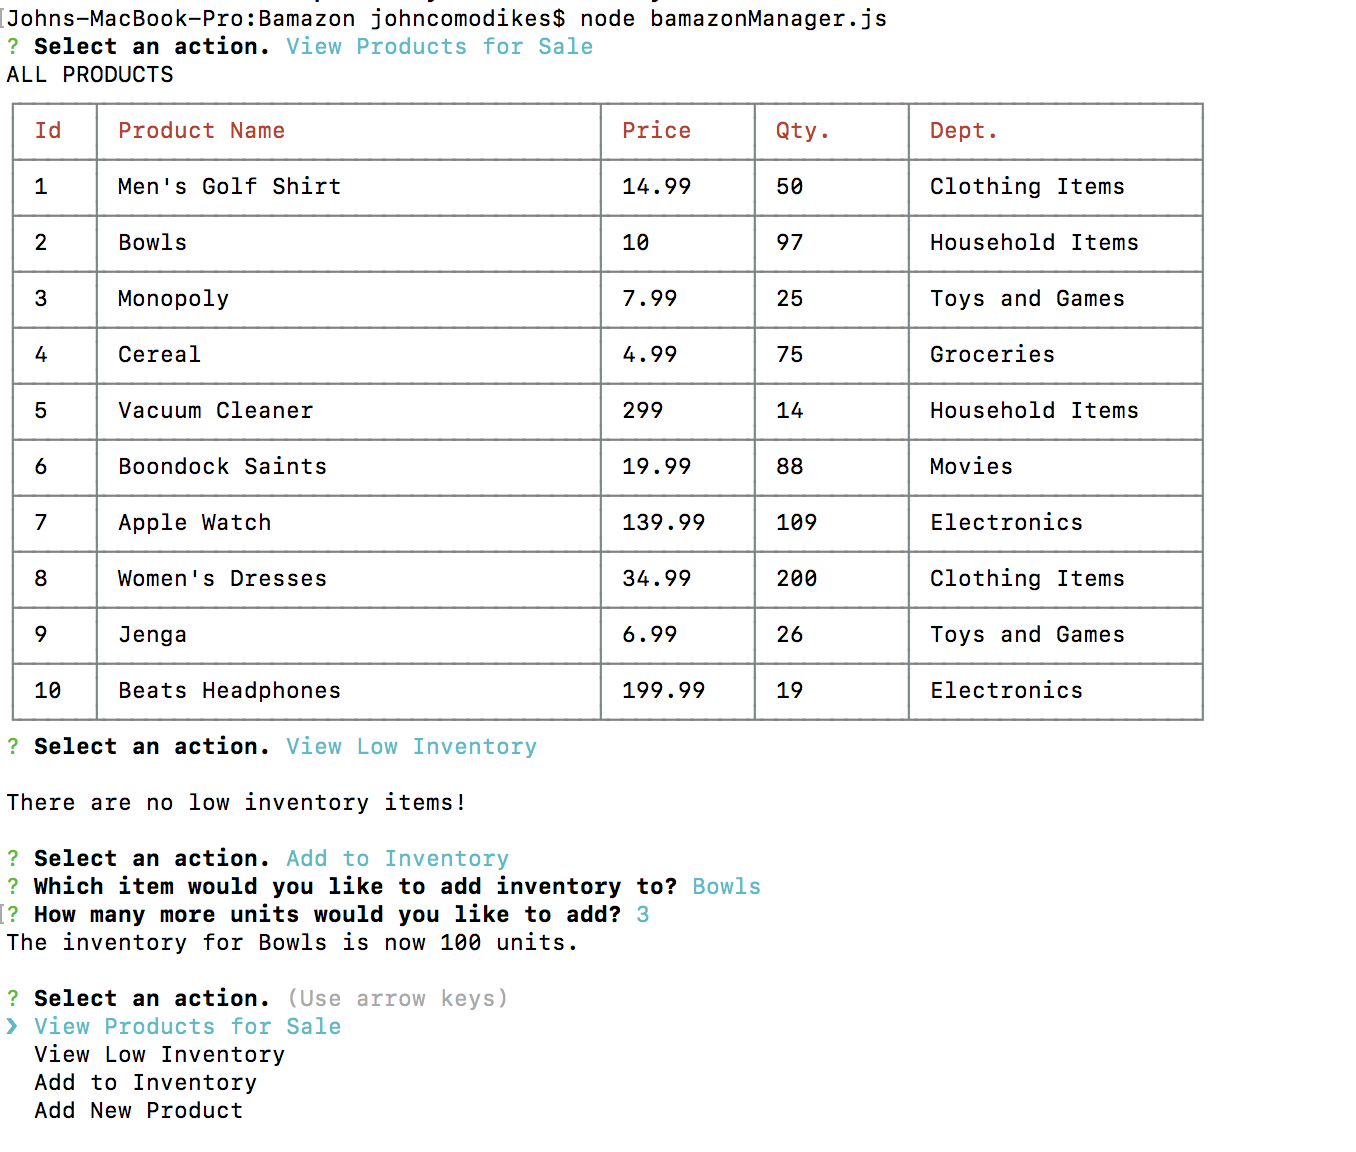 Johns-MacBook-Pro:Bamazon johncomodikes$ node bamazonManager.js
? Select an action. View Products for Sale
ALL PRODUCTS
Id Product Name Price Qty. Dept.
1 Men's Golf Shirt 14.99 50 Clothing Items
2 Bowls 10 97 Household Items
3 Monopoly 7.99 25 Toys and Games
4 Cereal 4.99 75 Groceries
5 Vacuum Cleaner 299 14 Household Items
6 Boondock Saints 19.99 88 Movies
7 Apple Watch 139.99 109 Electronics
8 Women's Dresses 34.99 200 Clothing Items
9 Jenga 6.99 26 Toys and Games
10 Beats Headphones 199.99 19 Electronics
? Select an action. View Low Inventory
There are no low inventory items!
? Select an action. Add to Inventory
? Which item would you like to add inventory to? Bowls
[? How many more units would you like to add? 3
The inventory for Bowls is now 100 units.
? Select an action. (Use arrow keys)
❯ View Products for Sale
View Low Inventory
Add to Inventory
Add New Product